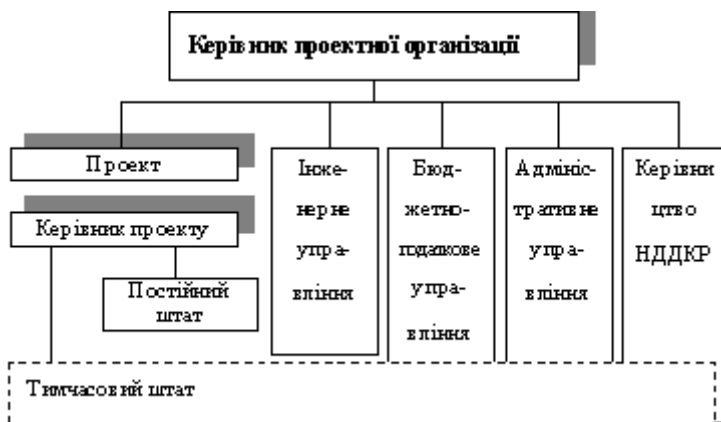 Керівник проектної організації
Проект
Керівник проекту
Постійний
штат
Інже-
нерне
упра-
вління
Бюд-
жетно-
податкове
упра-
вління
Адмініс-
тративне
упра-
вління
Керівни
цтво
НДДКР
Тимчасовий штат